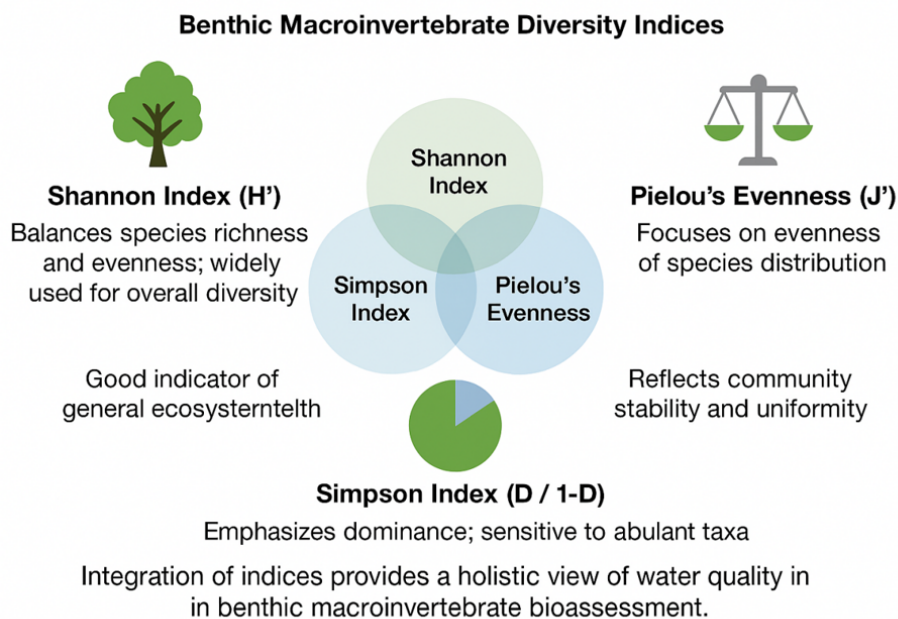 Benthic Macroinvertebrate Diversity Indices
Shannon Index (H')
Balances species richness
and evenness; widely
used for overall diversity
Good indicator of
general ecosysterntelth
Shannon
Index
Simpson
Index
Pielou's
Evenness
Pielou's Evenness (J')
Focuses on evenness
of species distribution
Reflects community
stability and uniformity
Simpson Index (D / 1-D)
Emphasizes dominance; sensitive to abulant taxa
Integration of indices provides a holistic view of water quality in
in benthic macroinvertebrate bioassessment.